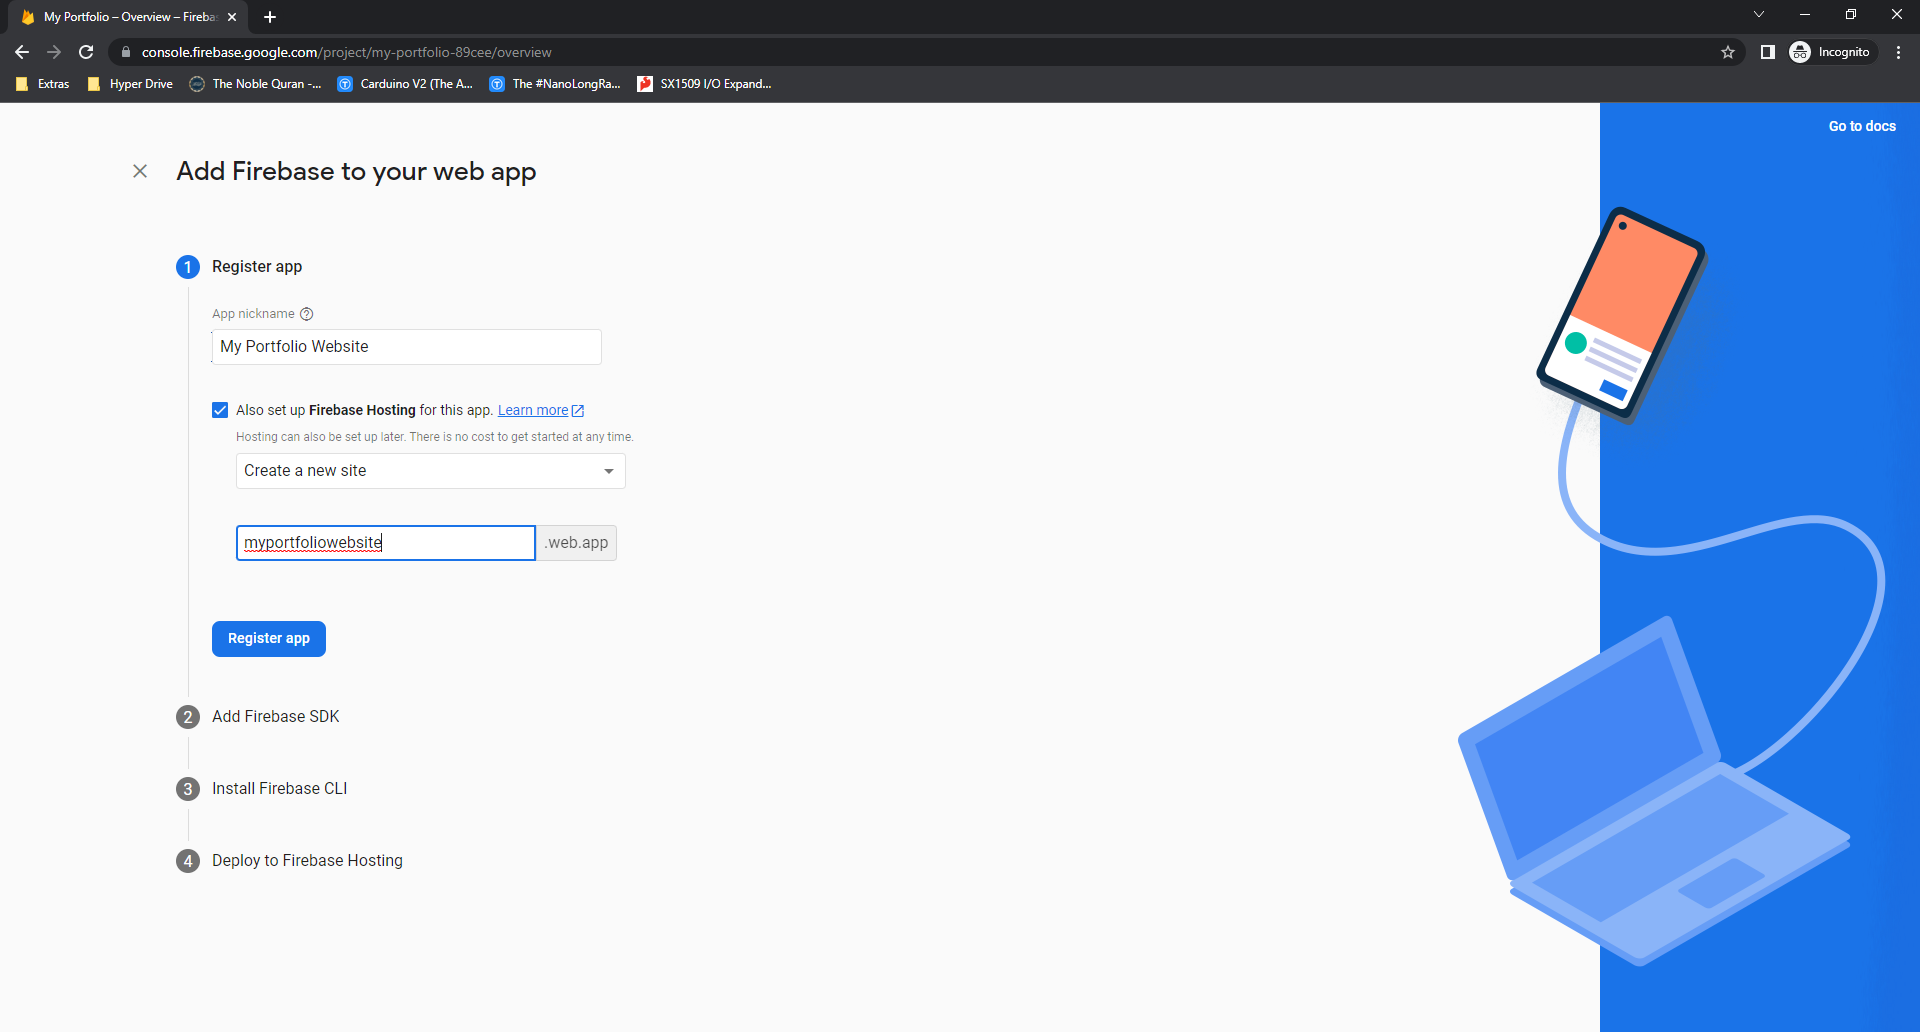 My Portfolio – Overview – Fireba
console.firebase.google.com/project/my-portfolio-89cee/overview
Incognito
Extras
Hyper Drive
The Noble Quran -...
Carduino V2 (The A...
The #NanoLongRa...
SX1509 I/O Expand...
Go to docs
Add Firebase to your web app
1 Register app
App nickname
My Portfolio Website
Also set up Firebase Hosting for this app. Learn more
Hosting can also be set up later. There is no cost to get started at any time.
Create a new site
myportfoliowebsite .web.app
Register app
2 Add Firebase SDK
3 Install Firebase CLI
4 Deploy to Firebase Hosting